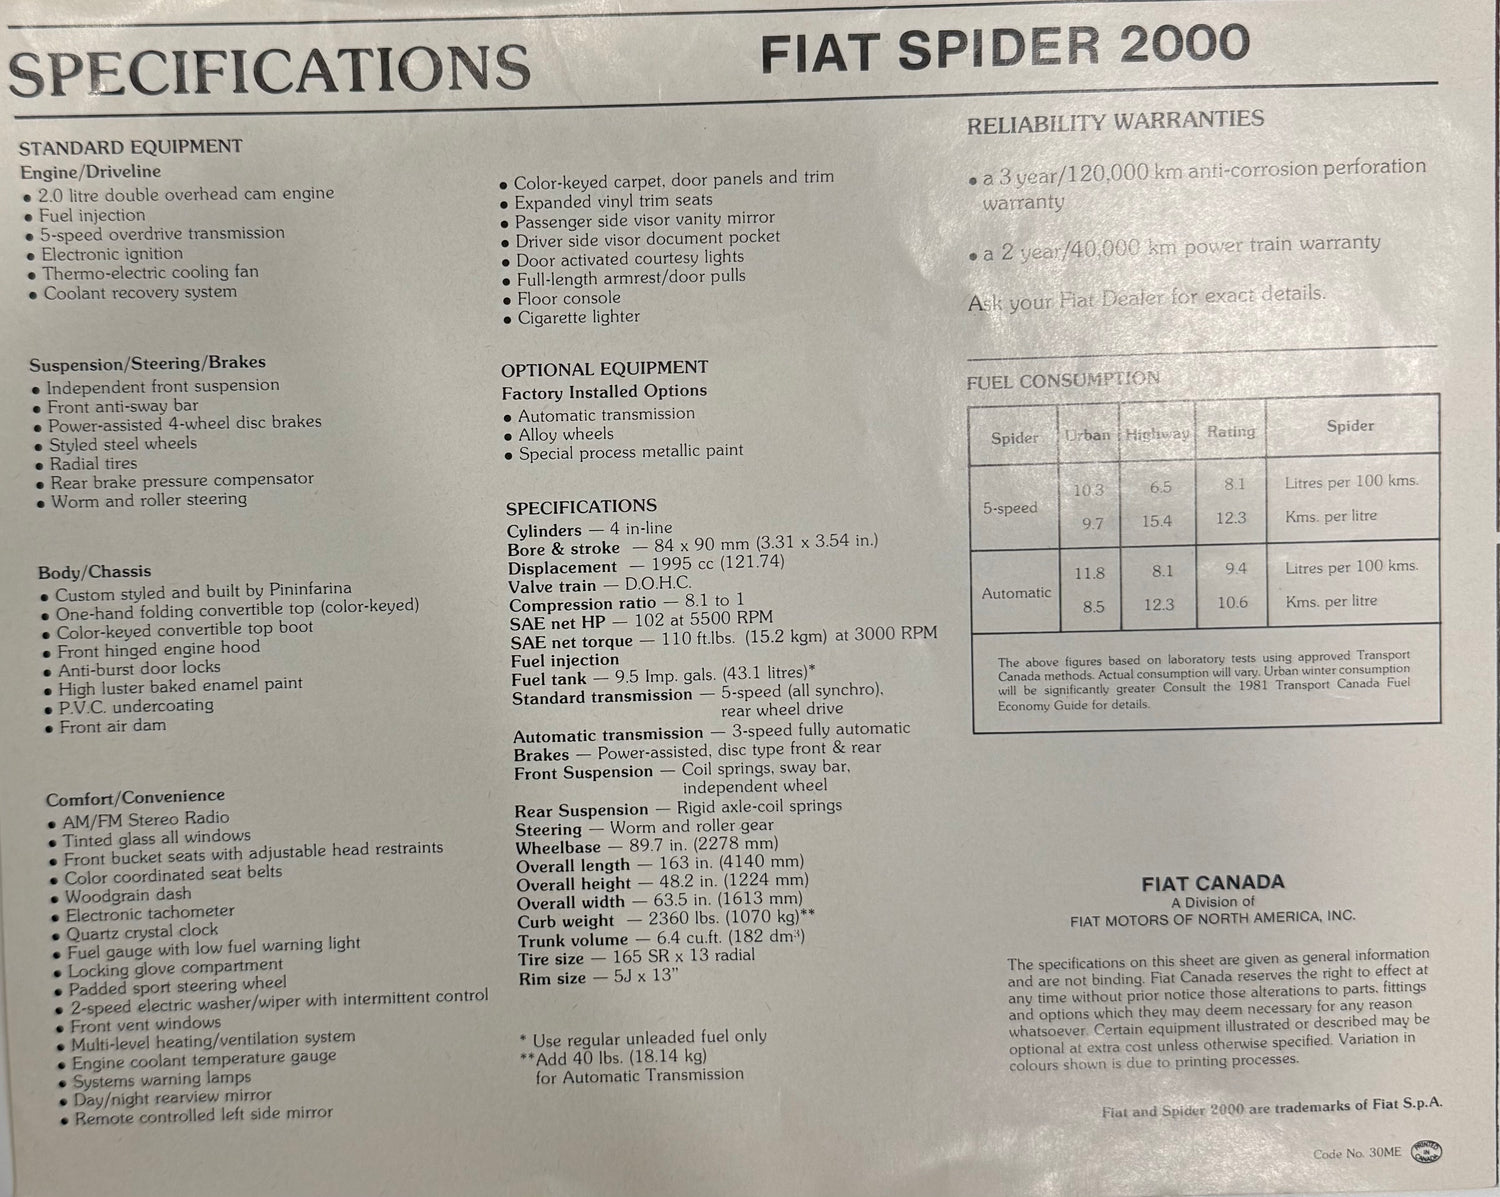 SPECIFICATIONS
FIAT SPIDER 2000
STANDARD EQUIPMENT
Engine/Driveline
• 2.0 litre double overhead cam engine
• Fuel injection
• 5-speed overdrive transmission
• Electronic ignition
• Thermo-electric cooling fan
• Coolant recovery system
Suspension/Steering/Brakes
• Independent front suspension
• Front anti-sway bar
• Power-assisted 4-wheel disc brakes
• Styled steel wheels
• Radial tires
• Rear brake pressure compensator
• Worm and roller steering
Body/Chassis
• Custom styled and built by Pininfarina
• One-hand folding convertible top (color-keyed)
• Color-keyed convertible top boot
• Front hinged engine hood
• Anti-burst door locks
• High luster baked enamel paint
• P.V.C. undercoating
• Front air dam
Comfort/Convenience
• AM/FM Stereo Radio
• Tinted glass all windows
• Front bucket seats with adjustable head restraints
• Color coordinated seat belts
• Woodgrain dash
• Electronic tachometer
• Quartz crystal clock
• Fuel gauge with low fuel warning light
• Locking glove compartment
• Padded sport steering wheel
• 2-speed electric washer/wiper with intermittent control
• Front vent windows
• Multi-level heating/ventilation system
• Engine coolant temperature gauge
• Systems warning lamps
• Day/night rearview mirror
• Remote controlled left side mirror
• Color-keyed carpet, door panels and trim
• Expanded vinyl trim seats
• Passenger side visor vanity mirror
• Driver side visor document pocket
• Door activated courtesy lights
• Full-length armrest/door pulls
• Floor console
• Cigarette lighter
OPTIONAL EQUIPMENT
Factory Installed Options
• Automatic transmission
• Alloy wheels
• Special process metallic paint
SPECIFICATIONS
Cylinders — 4 in-line
Bore & stroke — 84 x 90 mm (3.31 x 3.54 in.)
Displacement — 1995 cc (121.74)
Valve train — D.O.H.C.
Compression ratio — 8.1 to 1
SAE net HP — 102 at 5500 RPM
SAE net torque — 110 ft.lbs. (15.2 kgm) at 3000 RPM
Fuel injection
Fuel tank — 9.5 Imp. gals. (43.1 litres)*
Standard transmission — 5-speed (all synchro),
rear wheel drive
Automatic transmission — 3-speed fully automatic
Brakes — Power-assisted, disc type front & rear
Front Suspension — Coil springs, sway bar,
independent wheel
Rear Suspension — Rigid axle-coil springs
Steering — Worm and roller gear
Wheelbase — 89.7 in. (2278 mm)
Overall length — 163 in. (4140 mm)
Overall height — 48.2 in. (1224 mm)
Overall width — 63.5 in. (1613 mm)
Curb weight — 2360 lbs. (1070 kg)**
Trunk volume — 6.4 cu.ft. (182 dm³)
Tire size — 165 SR x 13 radial
Rim size — 5J x 13"
* Use regular unleaded fuel only
**Add 40 lbs. (18.14 kg)
for Automatic Transmission
RELIABILITY WARRANTIES
• a 3 year/120,000 km anti-corrosion perforation
warranty
• a 2 year/40,000 km power train warranty
Ask your Fiat Dealer for exact details.
FUEL CONSUMPTION
Spider Urban Highway Rating Spider
5-speed
10.3 6.5 8.1 Litres per 100 kms.
9.7 15.4 12.3 Kms. per litre
Automatic
11.8 8.1 9.4 Litres per 100 kms.
8.5 12.3 10.6 Kms. per litre
The above figures based on laboratory tests using approved Transport
Canada methods. Actual consumption will vary. Urban winter consumption
will be significantly greater Consult the 1981 Transport Canada Fuel
Economy Guide for details.
FIAT CANADA
A Division of
FIAT MOTORS OF NORTH AMERICA, INC.
The specifications on this sheet are given as general information
and are not binding. Fiat Canada reserves the right to effect at
any time without prior notice those alterations to parts, fittings
and options which they may deem necessary for any reason
whatsoever. Certain equipment illustrated or described may be
optional at extra cost unless otherwise specified. Variation in
colours shown is due to printing processes.
Fiat and Spider 2000 are trademarks of Fiat S.p.A.
Code No. 30ME
PRINTED
IN
CANADA